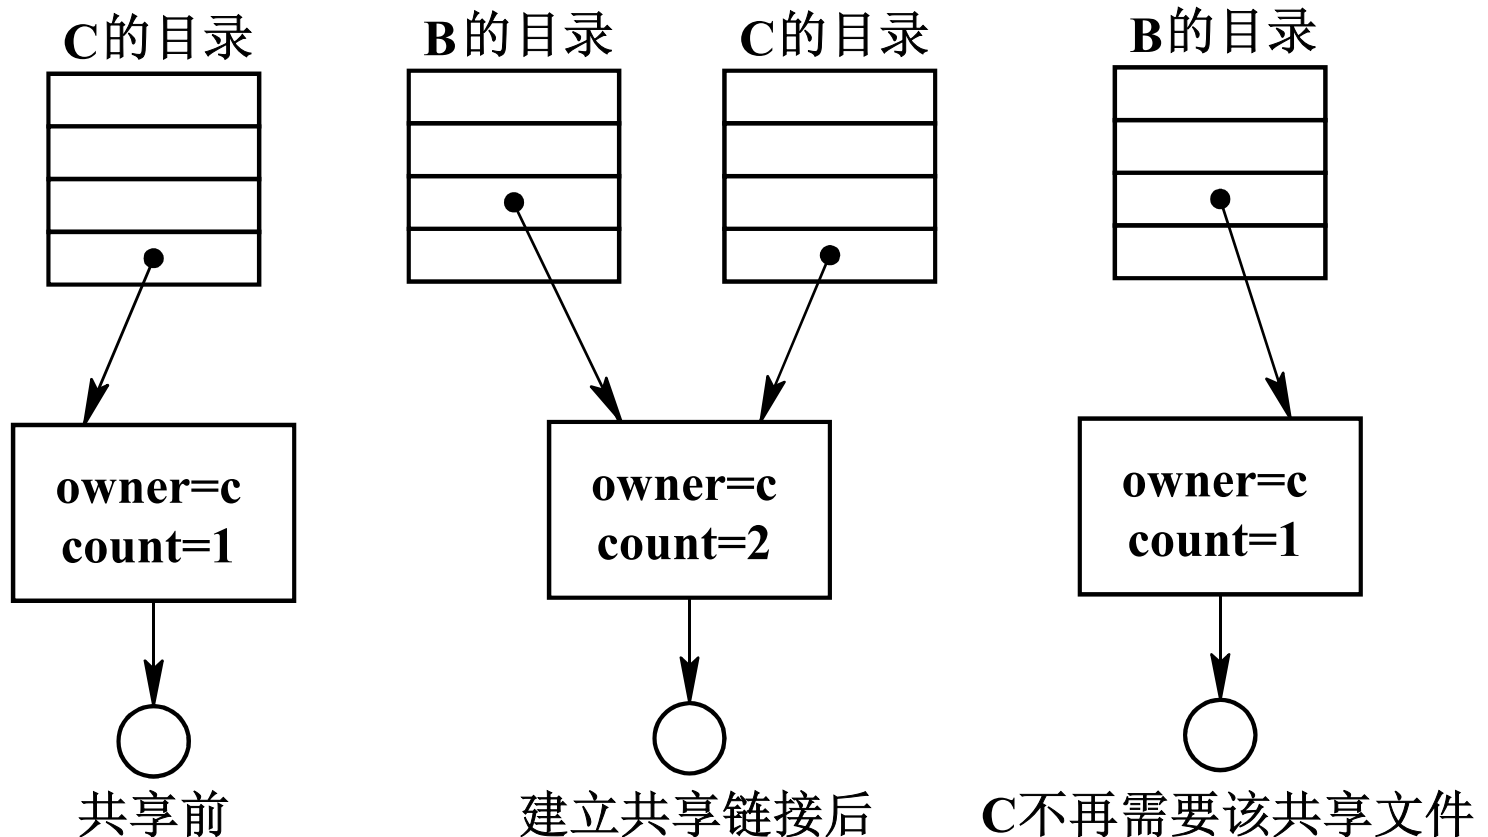 C的目录
B的目录
C的目录
B的目录
owner=c
count=1
owner=c
count=2
owner=c
count=1
共享前
建立共享链接后
C不再需要该共享文件